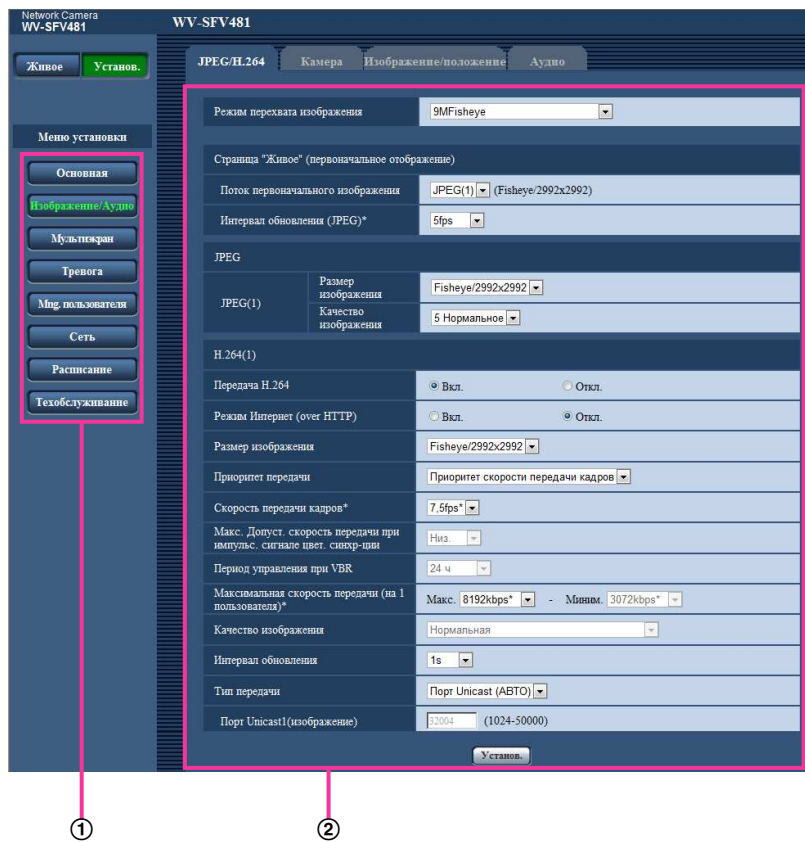 Network Camera
WV-SFV481
WV-SFV481
Живое
Установ.
JPEG/H.264
Камера
Изображение/положение
Аудио
Меню установки
Основная
Изображение/Аудио
Мультиэкран
Тревога
Mng. пользователя
Сеть
Расписание
Техобслуживание
Режим перехвата изображения
9MFisheye
Страница "Живое" (первоначальное отображение)
Поток первоначального изображения
JPEG(1)
(Fisheye/2992x2992)
Интервал обновления (JPEG)*
5fps
JPEG
JPEG(1)
Размер
изображения
Fisheye/2992x2992
Качество
изображения
5 Нормальное
H.264(1)
Передача H.264
Вкл.
Откл.
Режим Интернет (over HTTP)
Вкл.
Откл.
Размер изображения
Fisheye/2992x2992
Приоритет передачи
Приоритет скорости передачи кадров
Скорость передачи кадров*
7,5fps*
Макс. Допуст. скорость передачи при
импульс. сигнале цвет. синхр-ции
Низ.
Период управления при VBR
24 ч
Максимальная скорость передачи (на 1
пользователя)*
Макс. 8192kbps* - Миним. 3072kbps*
Качество изображения
Нормальная
Интервал обновления
1s
Тип передачи
Порт Unicast (АВТО)
Порт Unicast1(изображение)
32004
(1024-50000)
Установ.
①
②